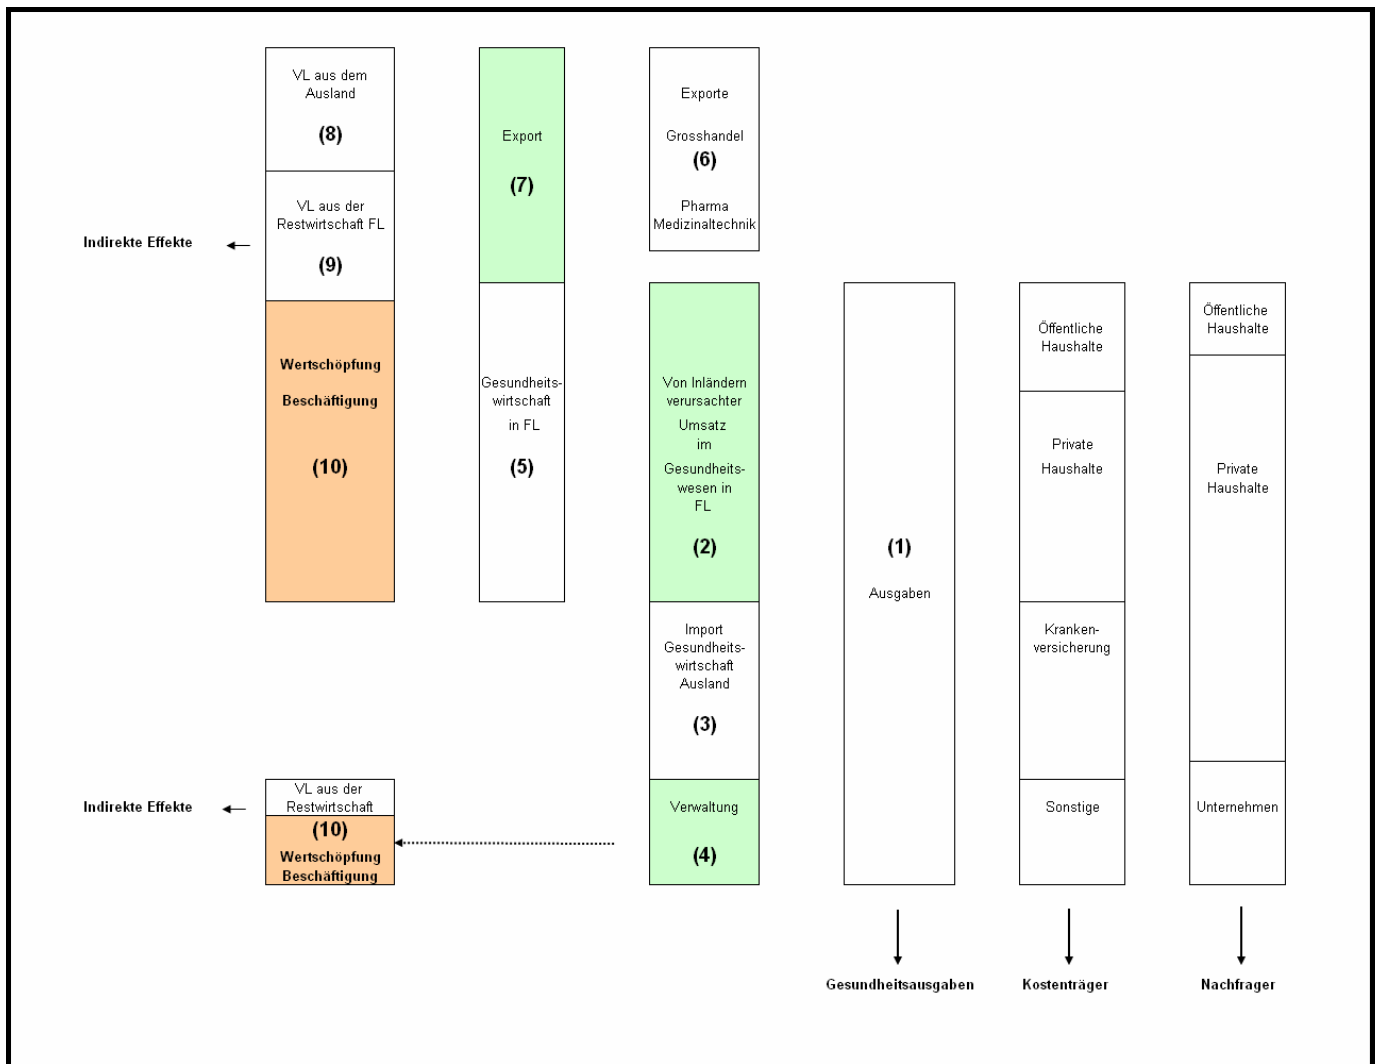 VL aus dem
Ausland
(8)
VL aus der
Restwirtschaft FL
(9)
Indirekte Effekte
Wertschöpfung
Beschäftigung
(10)
Export
(7)
Gesundheits-
wirtschaft
in FL
(5)
Exporte
Grosshandel
(6)
Pharma
Medizinaltechnik
Von Inländern
verursachter
Umsatz
im
Gesundheits-
wesen in
FL
(2)
Import
Gesundheits-
wirtschaft
Ausland
(3)
Verwaltung
(4)
(1)
Ausgaben
Öffentliche
Haushalte
Private
Haushalte
Kranken-
versicherung
Sonstige
Öffentliche
Haushalte
Private
Haushalte
Unternehmen
Indirekte Effekte
VL aus der
Restwirtschaft
(10)
Wertschöpfung
Beschäftigung
Gesundheitsausgaben
Kostenträger
Nachfrager